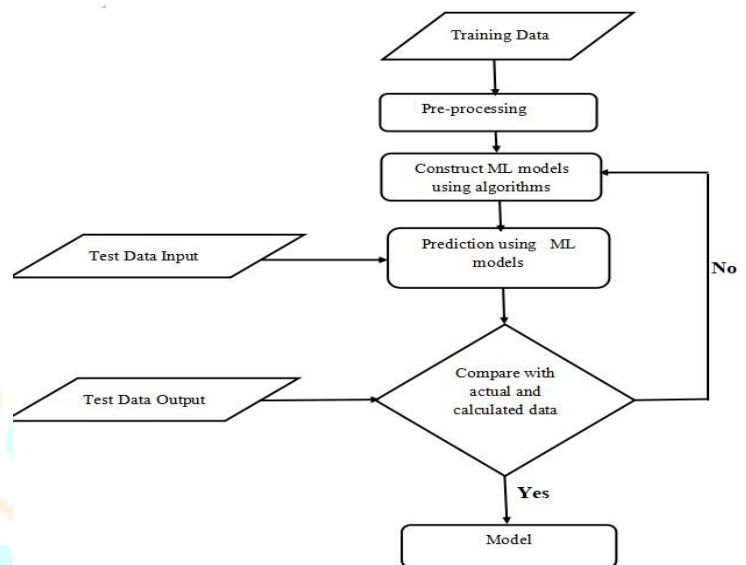 Training Data
Pre-processing
Construct ML models
using algorithms
Test Data Input
Prediction using ML
models
No
Test Data Output
Compare with
actual and
calculated data
Yes
Model